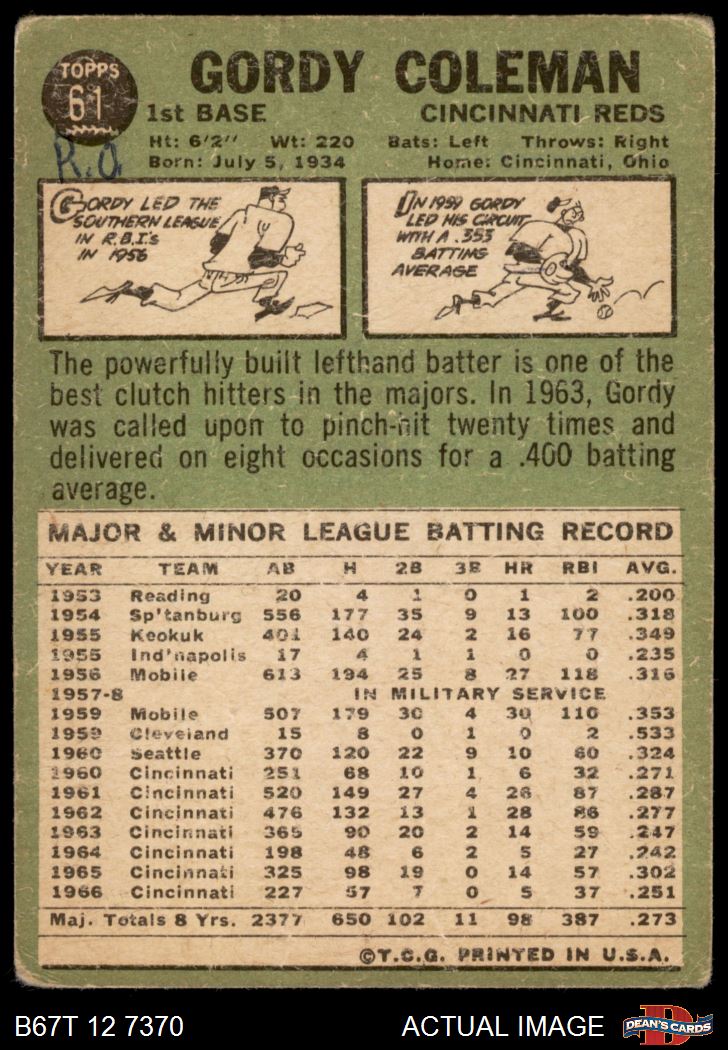 TOPPS
61
GORDY COLEMAN
1st BASE CINCINNATI REDS
Ht: 6'2" Wt: 220 Bats: Left Throws: Right
Born: July 5, 1934 Home: Cincinnati, Ohio
R.O.
GORDY LED THE
SOUTHERN LEAGUE
IN R.B.I.'s
IN 1956
IN 1959 GORDY
LED HIS CIRCUIT
WITH A .353
BATTING
AVERAGE
The powerfully built lefthand batter is one of the
best clutch hitters in the majors. In 1963, Gordy
was called upon to pinch-hit twenty times and
delivered on eight occasions for a .400 batting
average.
MAJOR & MINOR LEAGUE BATTING RECORD
YEAR TEAM AB H 2B 3B HR RBI AVG.
1953 Reading 20 4 1 0 1 2 .200
1954 Sp'tanburg 556 177 35 9 13 100 .318
1955 Keokuk 401 140 24 2 16 77 .349
1955 Ind'napolis 17 4 1 1 0 0 .235
1956 Mobile 613 194 25 8 27 118 .316
1957-8 IN MILITARY SERVICE
1959 Mobile 507 179 30 4 30 110 .353
1959 Cleveland 15 8 0 1 0 2 .533
1960 Seattle 370 120 22 9 10 60 .324
1960 Cincinnati 251 68 10 1 6 32 .271
1961 Cincinnati 520 149 27 4 26 87 .287
1962 Cincinnati 476 132 13 1 28 86 .277
1963 Cincinnati 365 90 20 2 14 59 .247
1964 Cincinnati 198 48 6 2 5 27 .242
1965 Cincinnati 325 98 19 0 14 57 .302
1966 Cincinnati 227 57 7 0 5 37 .251
Maj. Totals 8 Yrs. 2377 650 102 11 98 387 .273
©T.C.G. PRINTED IN U.S.A.
B67T 12 7370 ACTUAL IMAGE
D
DEAN'S CARDS